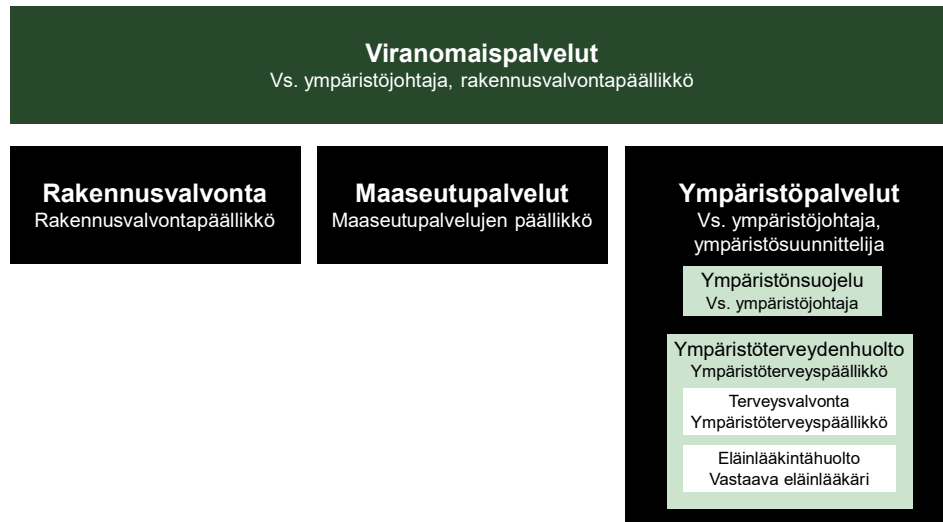 Viranomaispalvelut
Vs. ympäristöjohtaja, rakennusvalvontapäällikkö
Rakennusvalvonta
Rakennusvalvontapäällikkö
Maaseutupalvelut
Maaseutupalvelujen päällikkö
Ympäristöpalvelut
Vs. ympäristöjohtaja,
ympäristösuunnittelija
Ympäristönsuojelu
Vs. ympäristöjohtaja
Ympäristöterveydenhuolto
Ympäristöterveyspäällikkö
Terveysvalvonta
Ympäristöterveyspäällikkö
Eläinlääkintähuolto
Vastaava eläinlääkäri